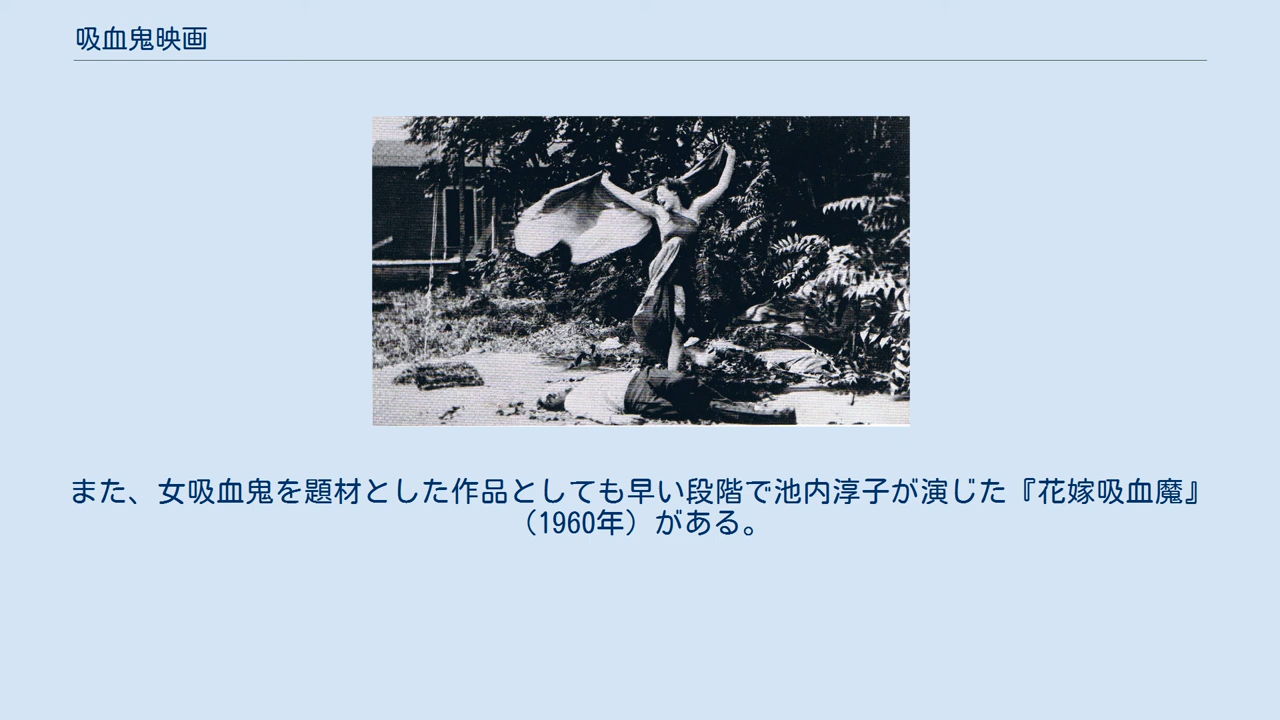 吸血鬼映画
また、女吸血鬼を題材とした作品としても早い段階で池内淳子が演じた『花嫁吸血魔』
（1960年）がある。